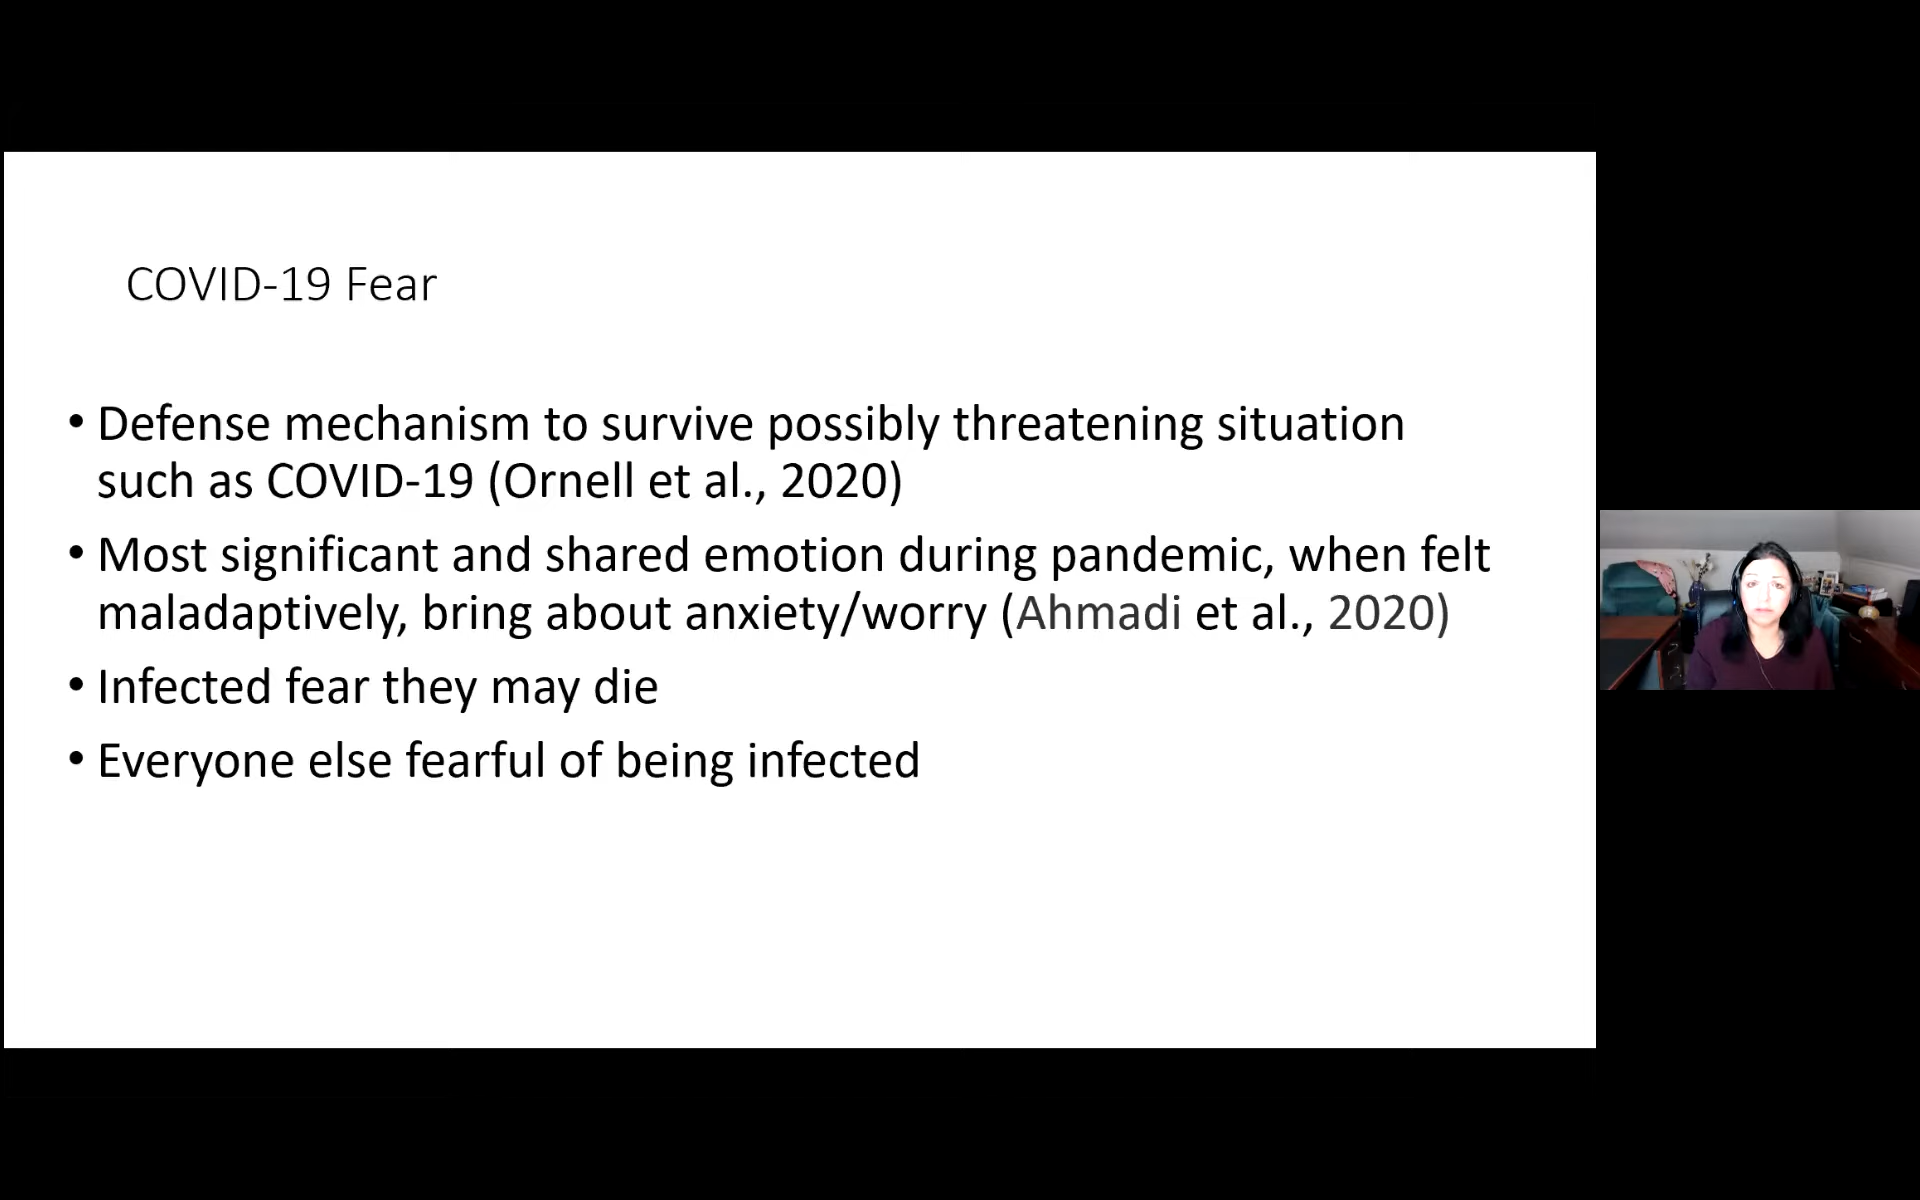 COVID-19 Fear
• Defense mechanism to survive possibly threatening situation
such as COVID-19 (Ornell et al., 2020)
• Most significant and shared emotion during pandemic, when felt
maladaptively, bring about anxiety/worry (Ahmadi et al., 2020)
• Infected fear they may die
• Everyone else fearful of being infected